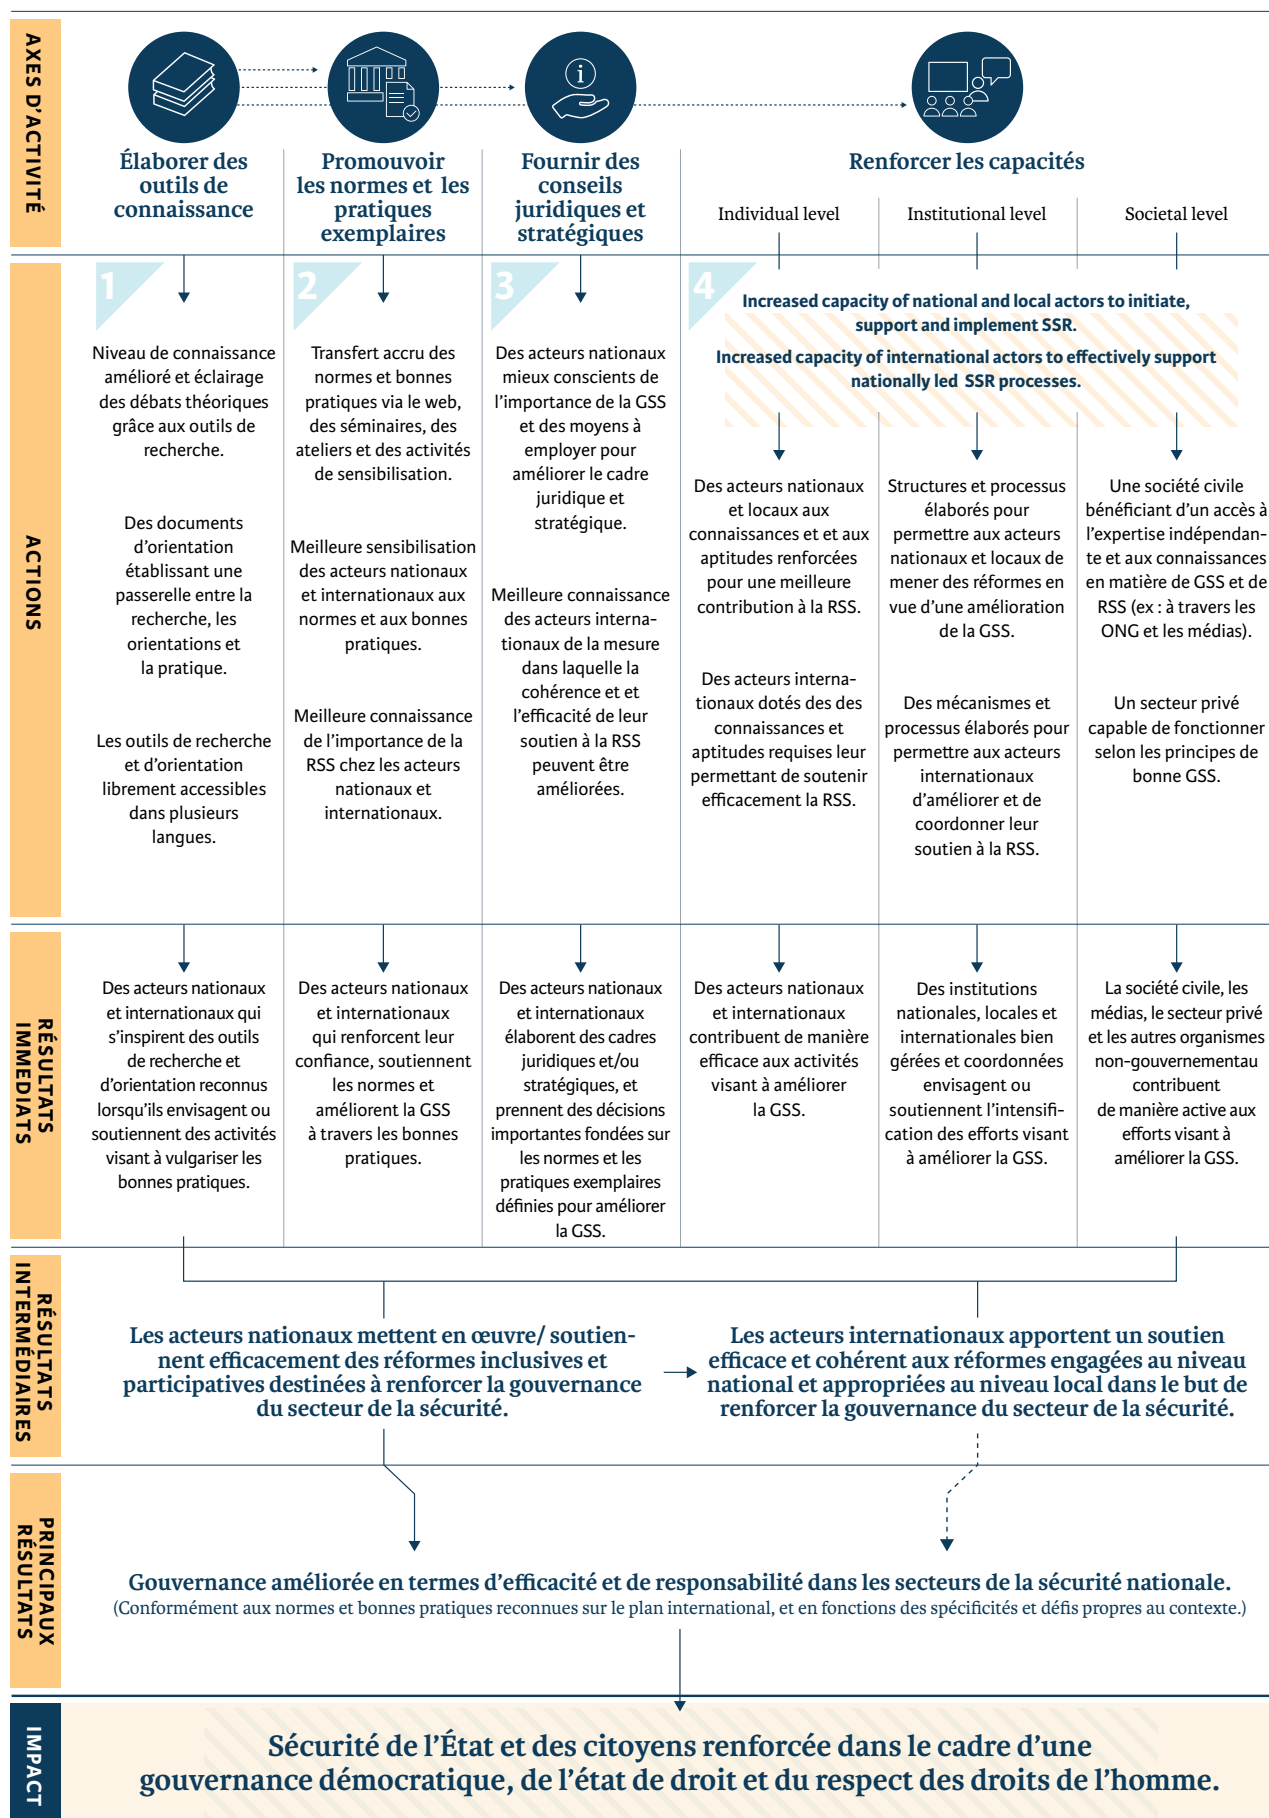 AXES D'ACTIVITÉ
Élaborer des
outils de
connaissance
Promouvoir
les normes et les
pratiques
exemplaires
Fournir des
conseils
juridiques et
stratégiques
Renforcer les capacités
Individual level
Institutional level
Societal level
ACTIONS
1
Niveau de connaissance
amélioré et éclairage
des débats théoriques
grâce aux outils de
recherche.
Des documents
d'orientation
établissant une
passerelle entre la
recherche, les
orientations et
la pratique.
Les outils de recherche
et d'orientation
librement accessibles
dans plusieurs
langues.
2
Transfert accru des
normes et bonnes
pratiques via le web,
des séminaires, des
ateliers et des activités
de sensibilisation.
Meilleure sensibilisation
des acteurs nationaux
et internationaux aux
normes et aux bonnes
pratiques.
Meilleure connaissance
de l'importance de la
RSS chez les acteurs
nationaux et
internationaux.
3
Des acteurs nationaux
mieux conscients de
l'importance de la GSS
et des moyens à
employer pour
améliorer le cadre
juridique et
stratégique.
Meilleure connaissance
des acteurs interna-
tionaux de la mesure
dans laquelle la
cohérence et et
l'efficacité de leur
soutien à la RSS
peuvent être
améliorées.
4
Increased capacity of national and local actors to initiate,
support and implement SSR.
Increased capacity of international actors to effectively support
nationally led SSR processes.
Des acteurs nationaux
et locaux aux
connaissances et et aux
aptitudes renforcées
pour une meilleure
contribution à la RSS.
Des acteurs interna-
tionaux dotés des des
connaissances et
aptitudes requises leur
permettant de soutenir
efficacement la RSS.
Structures et processus
élaborés pour
permettre aux acteurs
nationaux et locaux de
mener des réformes en
vue d'une amélioration
de la GSS.
Des mécanismes et
processus élaborés pour
permettre aux acteurs
internationaux
d'améliorer et de
coordonner leur
soutien à la RSS.
Une société civile
bénéficiant d'un accès à
l'expertise indépendan-
te et aux connaissances
en matière de GSS et de
RSS (ex : à travers les
ONG et les médias).
Un secteur privé
capable de fonctionner
selon les principes de
bonne GSS.
RÉSULTATS
IMMEDIATS
Des acteurs nationaux
et internationaux qui
s'inspirent des outils
de recherche et
d'orientation reconnus
lorsqu'ils envisagent ou
soutiennent des activités
visant à vulgariser les
bonnes pratiques.
Des acteurs nationaux
et internationaux
qui renforcent leur
confiance, soutiennent
les normes et
améliorent la GSS
à travers les bonnes
pratiques.
Des acteurs nationaux
et internationaux
élaborent des cadres
juridiques et/ou
stratégiques, et
prennent des décisions
importantes fondées sur
les normes et les
pratiques exemplaires
définies pour améliorer
la GSS.
Des acteurs nationaux
et internationaux
contribuent de manière
efficace aux activités
visant à améliorer
la GSS.
Des institutions
nationales, locales et
internationales bien
gérées et coordonnées
envisagent ou
soutiennent l'intensifi-
cation des efforts visant
à améliorer la GSS.
La société civile, les
médias, le secteur privé
et les autres organismes
non-gouvernementau
contribuent
de manière active aux
efforts visant à
améliorer la GSS.
RÉSULTATS
INTERMÉDIAIRES
Les acteurs nationaux mettent en œuvre/ soutien-
nent efficacement des réformes inclusives et
participatives destinées à renforcer la gouvernance
du secteur de la sécurité.
Les acteurs internationaux apportent un soutien
efficace et cohérent aux réformes engagées au niveau
national et appropriées au niveau local dans le but de
renforcer la gouvernance du secteur de la sécurité.
PRINCIPAUX
RÉSULTATS
Gouvernance améliorée en termes d'efficacité et de responsabilité dans les secteurs de la sécurité nationale.
(Conformément aux normes et bonnes pratiques reconnues sur le plan international, et en fonctions des spécificités et défis propres au contexte.)
IMPACT
Sécurité de l'État et des citoyens renforcée dans le cadre d'une
gouvernance démocratique, de l'état de droit et du respect des droits de l'homme.